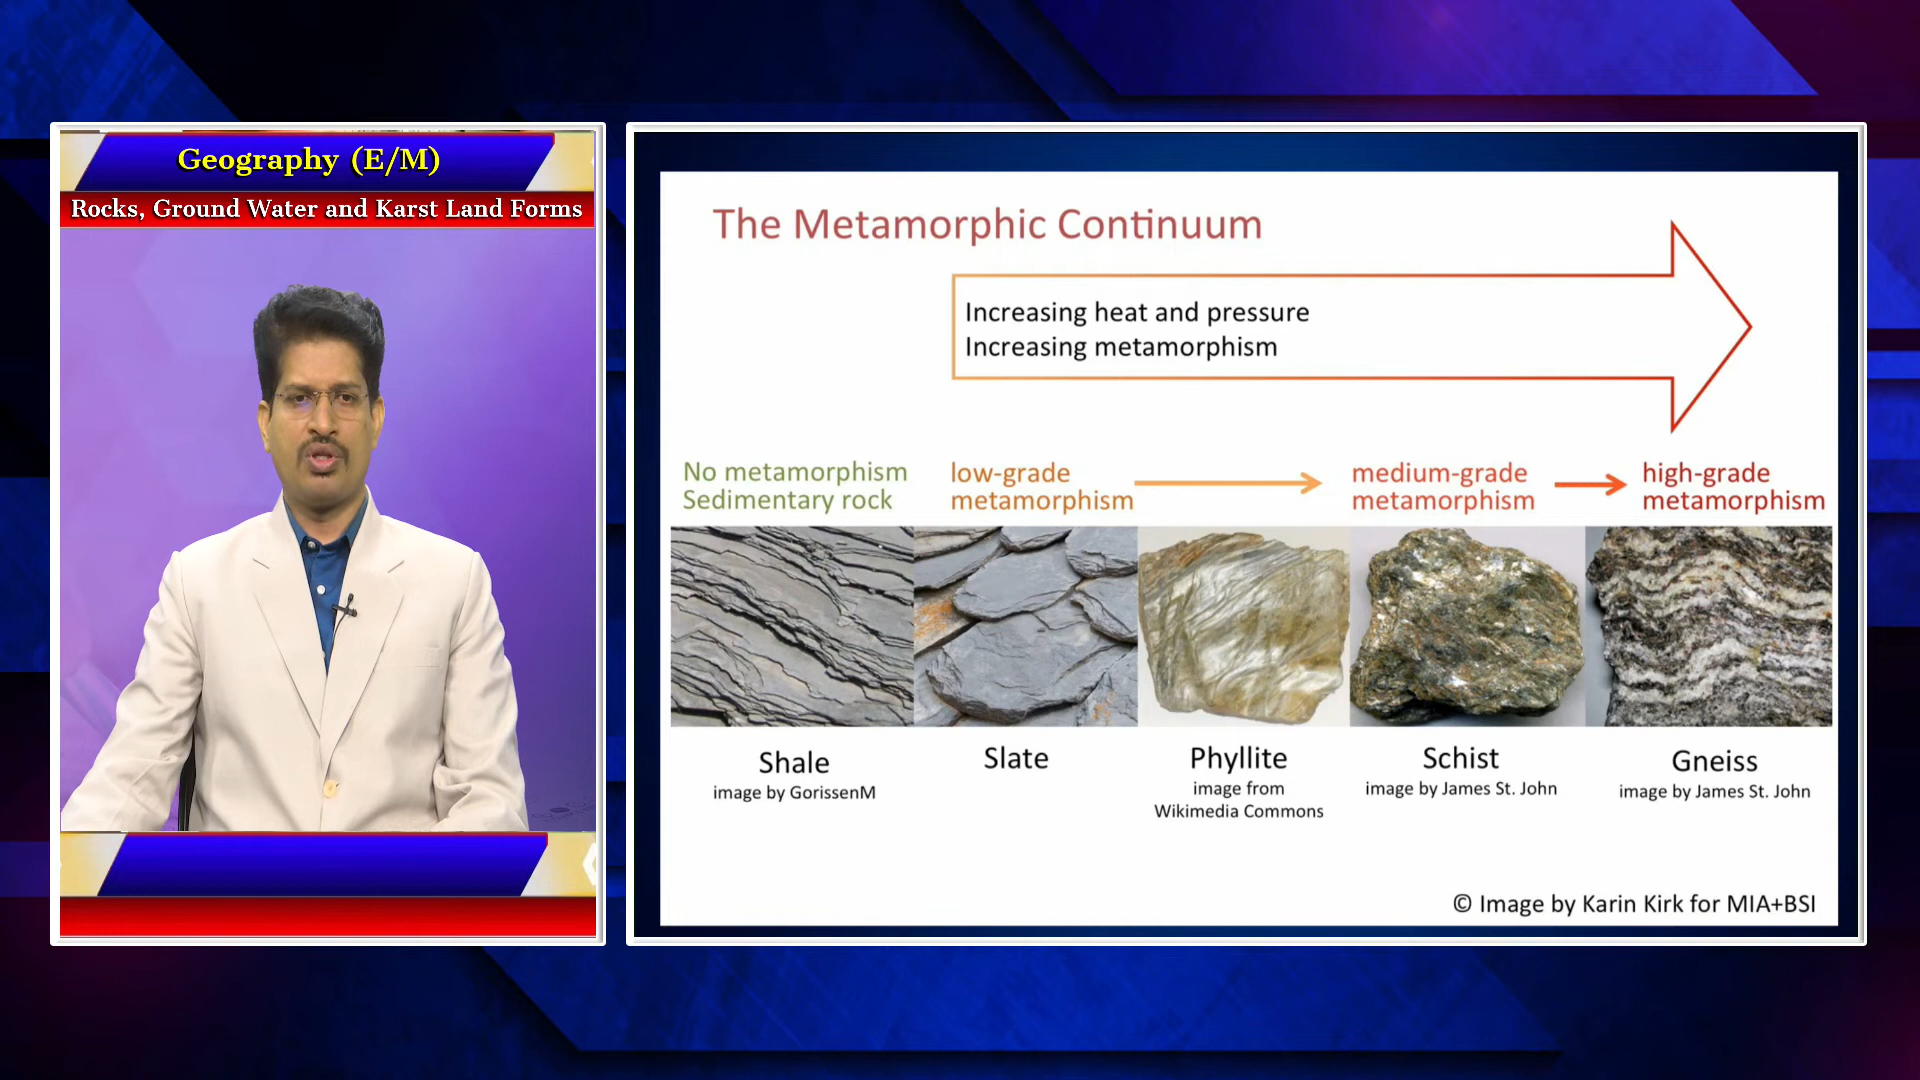 Geography (E/M)
Rocks, Ground Water and Karst Land Forms
The Metamorphic Continuum
Increasing heat and pressure
Increasing metamorphism
No metamorphism
Sedimentary rock
low-grade
metamorphism
medium-grade
metamorphism
high-grade
metamorphism
Shale
image by GorissenM
Slate
Phyllite
image from
Wikimedia Commons
Schist
image by James St. John
Gneiss
image by James St. John
© Image by Karin Kirk for MIA+BSI